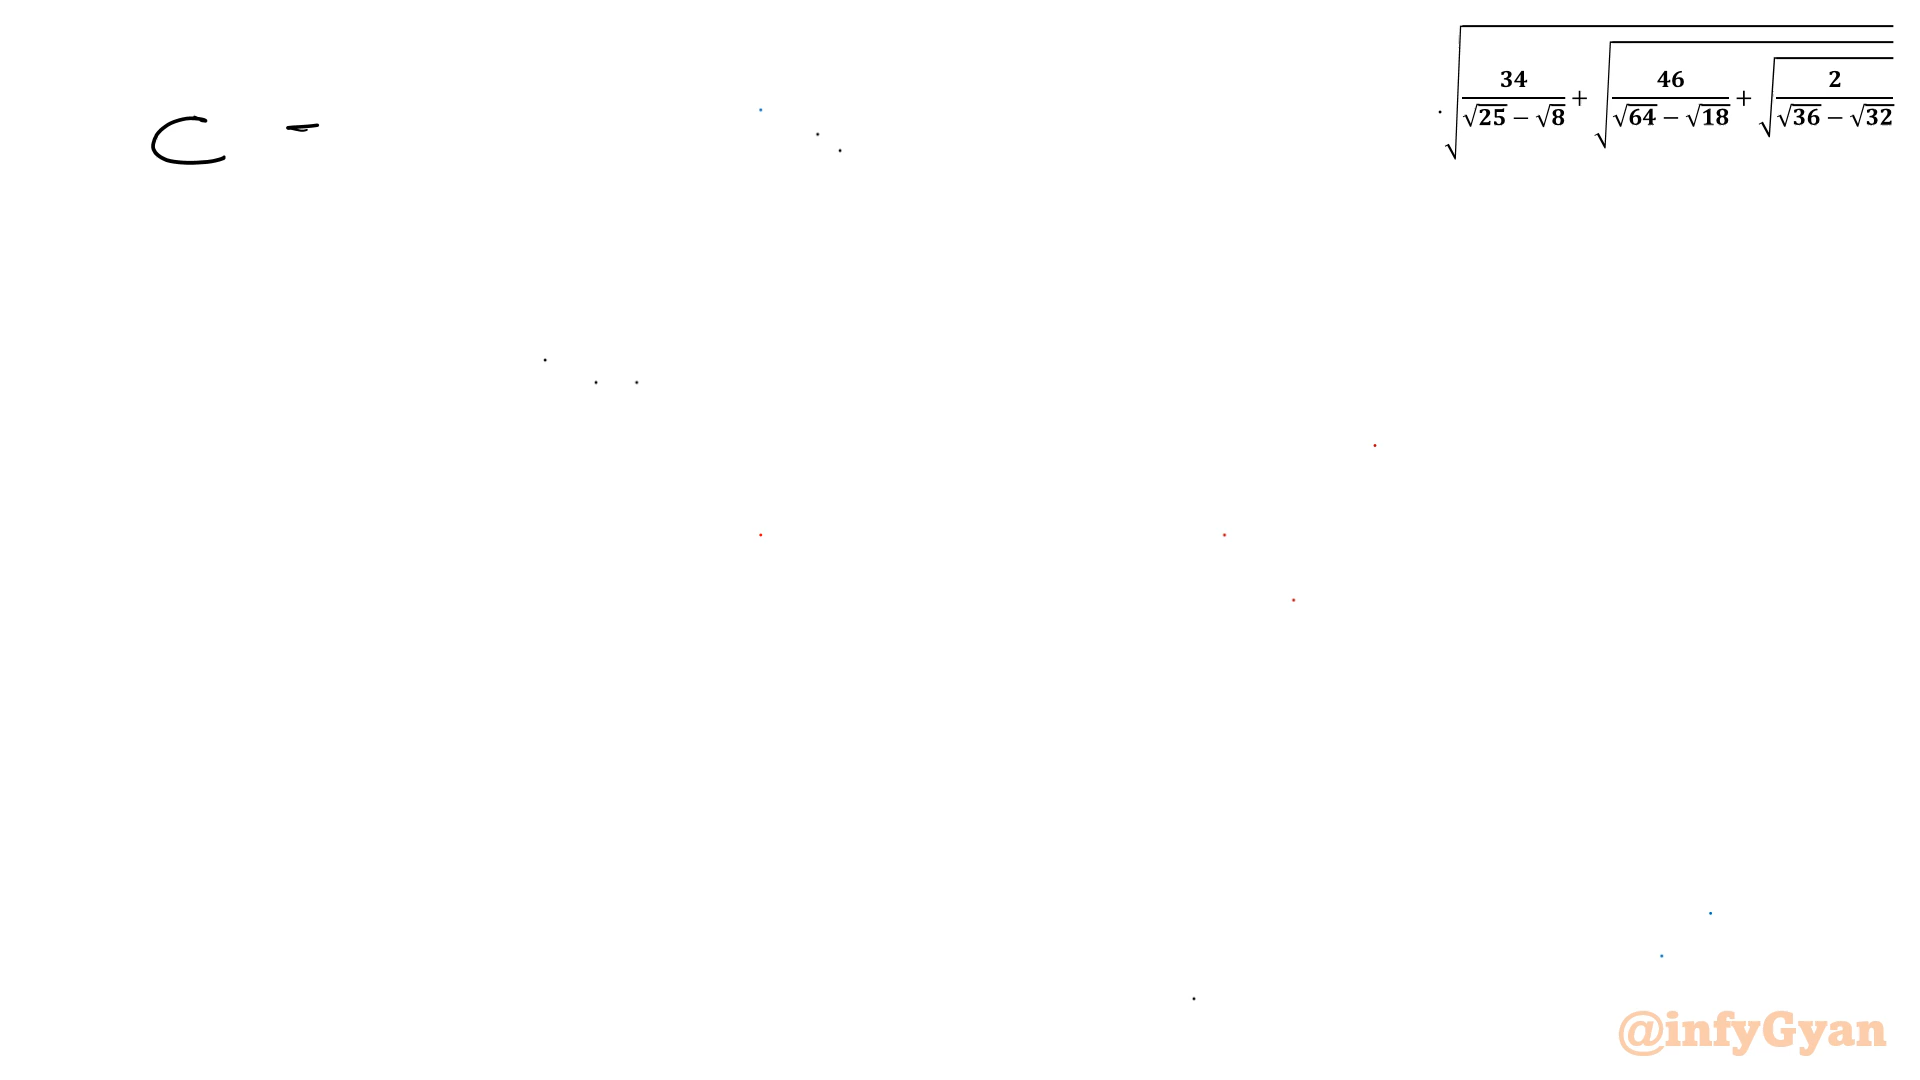 C =
√(34/(√25 − √8) + √(46/(√64 − √18) + √(2/(√36 − √32))))
@infyGyan